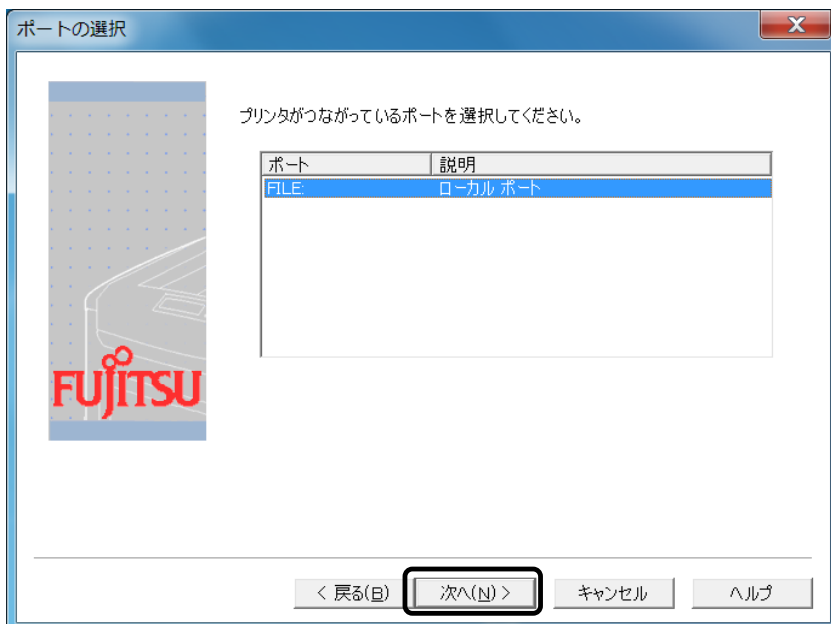 ポートの選択
プリンタがつながっているポートを選択してください。
ポート 説明
FILE: ローカル ポート
FUJITSU
< 戻る(B) 次へ(N) > キャンセル ヘルプ